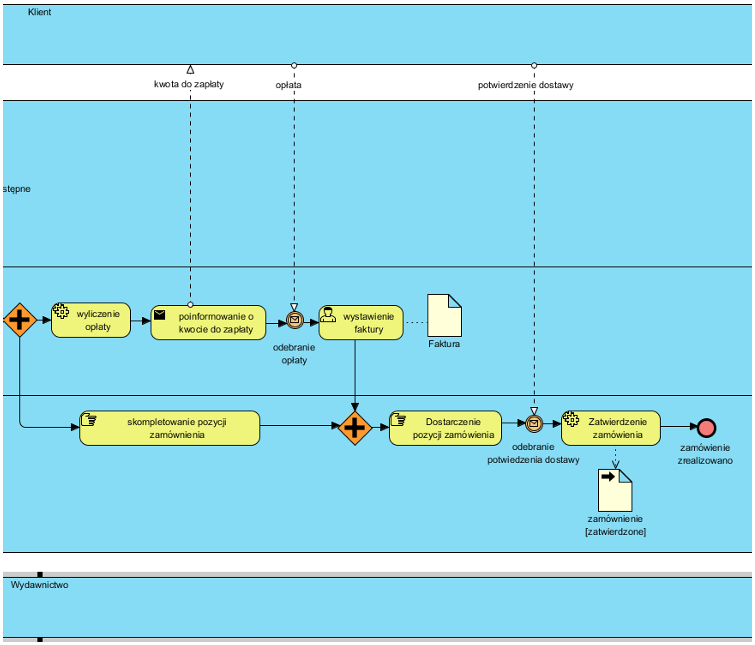 Klient
kwota do zapłaty
opłata
potwierdzenie dostawy
stępne
wyliczenie
opłaty
poinformowanie o
kwocie do zapłaty
odebranie
opłaty
wystawienie
faktury
Faktura
skompletowanie pozycji
zamównienia
Dostarczenie
pozycji zamówienia
odebranie
potwiedzenia dostawy
Zatwierdzenie
zamówienia
zamówienie
zrealizowano
zamównienie
[zatwierdzone]
Wydawnictwo